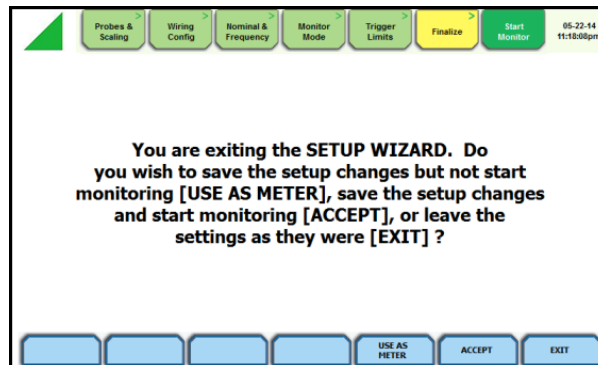 Probes & Scaling
Wiring Config
Nominal & Frequency
Monitor Mode
Trigger Limits
Finalize
Start Monitor
05-22-14
11:18:08pm
You are exiting the SETUP WIZARD. Do
you wish to save the setup changes but not start
monitoring [USE AS METER], save the setup changes
and start monitoring [ACCEPT], or leave the
settings as they were [EXIT] ?
USE AS METER
ACCEPT
EXIT